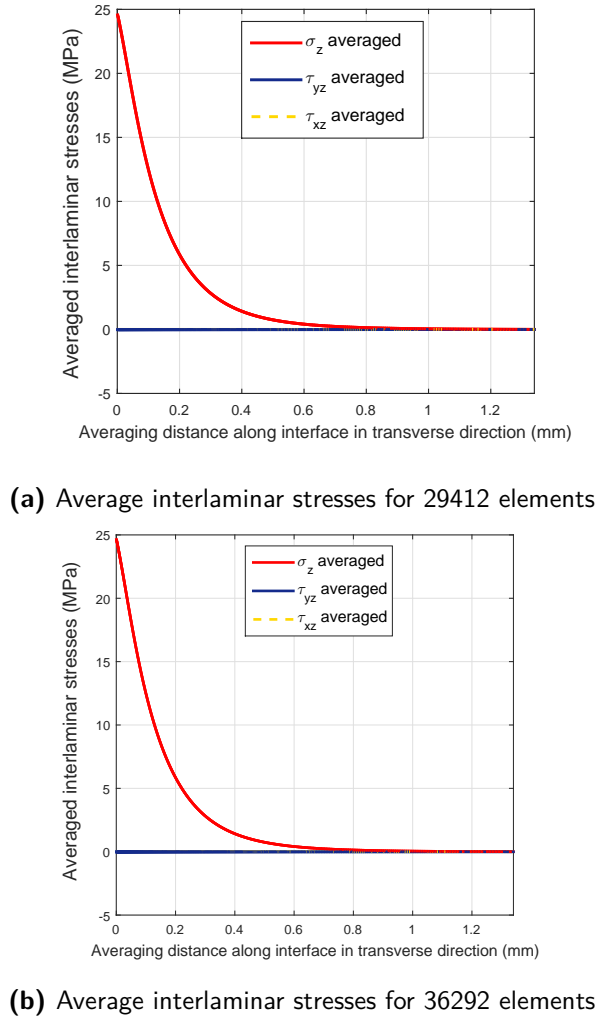 25
20
15
10
5
0
-5
Averaged interlaminar stresses (MPa)
σz averaged
τyz averaged
τxz averaged
0 0.2 0.4 0.6 0.8 1 1.2
Averaging distance along interface in transverse direction (mm)
(a) Average interlaminar stresses for 29412 elements
25
20
15
10
5
0
-5
Averaged interlaminar stresses (MPa)
σz averaged
τyz averaged
τxz averaged
0 0.2 0.4 0.6 0.8 1 1.2
Averaging distance along interface in transverse direction (mm)
(b) Average interlaminar stresses for 36292 elements